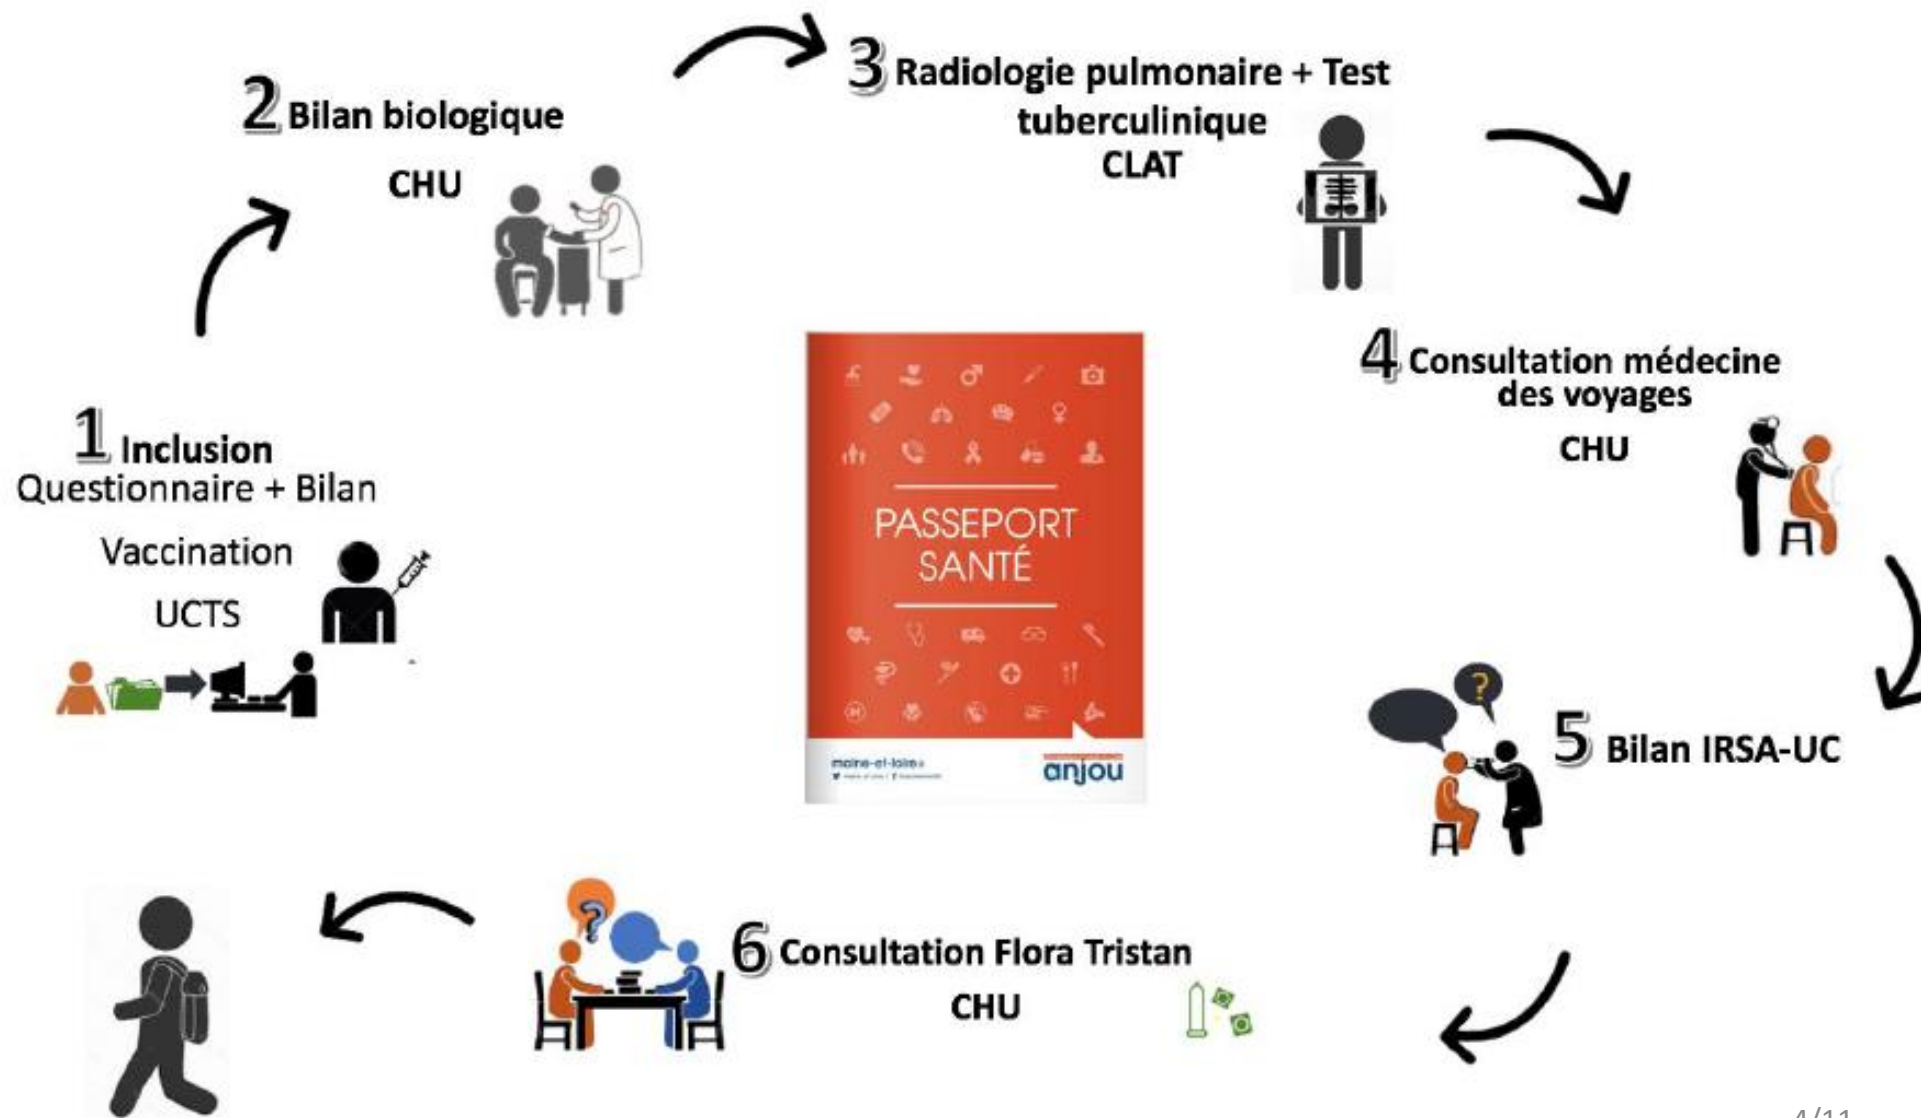 1 Inclusion
Questionnaire + Bilan
Vaccination
UCTS
2 Bilan biologique
CHU
3 Radiologie pulmonaire + Test
tuberculinique
CLAT
4 Consultation médecine
des voyages
CHU
?
5 Bilan IRSA-UC
?
6 Consultation Flora Tristan
CHU
PASSEPORT
SANTÉ
maine-et-loire
anjou
4/11